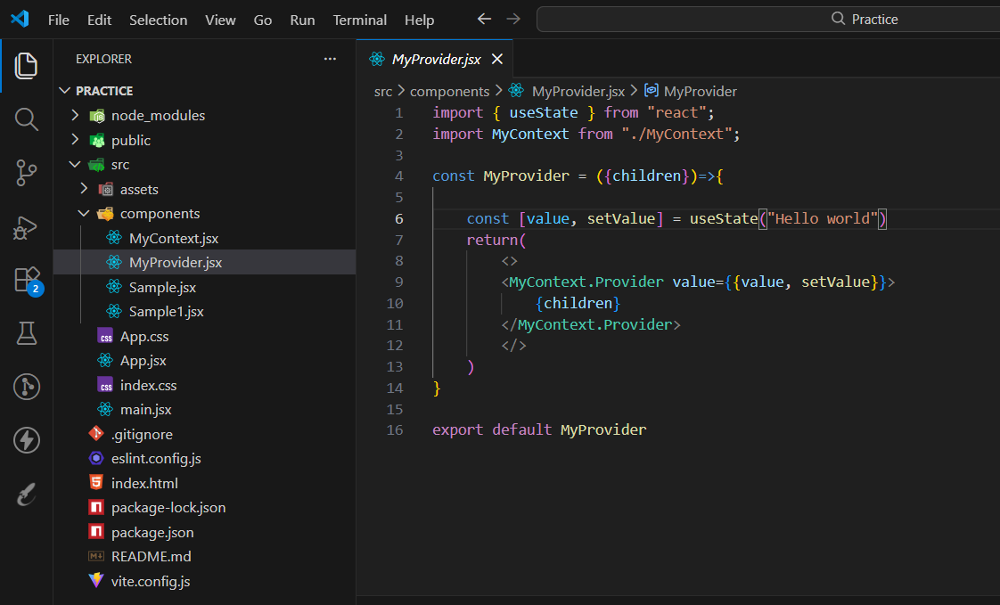 File Edit Selection View Go Run Terminal Help
Practice
EXPLORER
PRACTICE
node_modules
public
src
assets
components
MyContext.jsx
MyProvider.jsx
Sample.jsx
Sample1.jsx
App.css
App.jsx
index.css
main.jsx
.gitignore
eslint.config.js
index.html
package-lock.json
package.json
README.md
vite.config.js
2
MyProvider.jsx
src > components > MyProvider.jsx > MyProvider
1 import { useState } from "react";
2 import MyContext from "./MyContext";
3
4 const MyProvider = ({children})=>{
5
6 const [value, setValue] = useState("Hello world")
7 return(
8 <>
9 <MyContext.Provider value={{value, setValue}}>
10 {children}
11 </MyContext.Provider>
12 </>
13 )
14 }
15
16 export default MyProvider